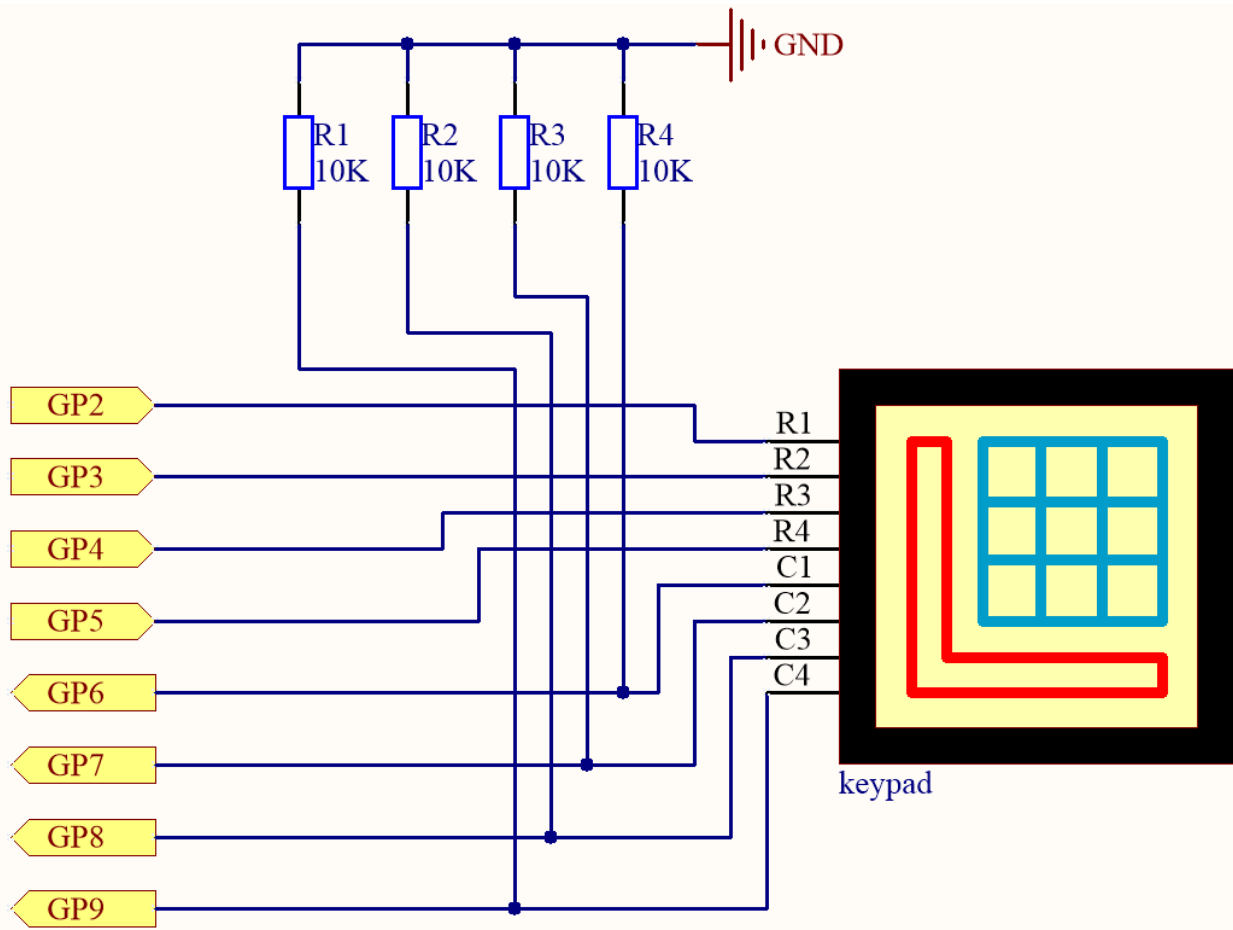 GND
R1
10K
R2
10K
R3
10K
R4
10K
GP2
GP3
GP4
GP5
GP6
GP7
GP8
GP9
R1
R2
R3
R4
C1
C2
C3
C4
keypad